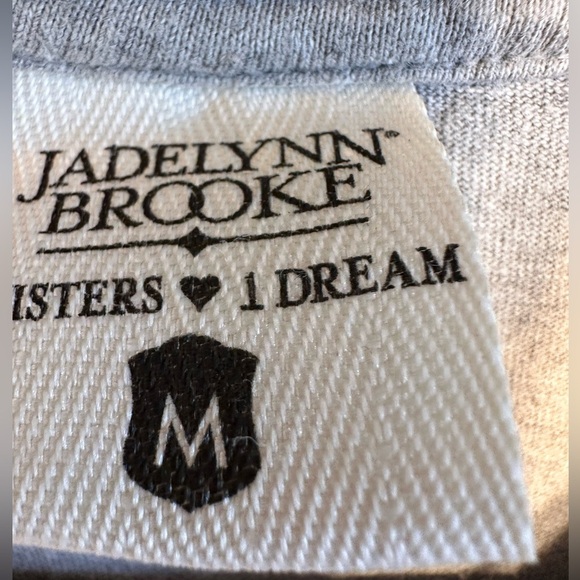 JADELYNN®
BROOKE
ISTERS ♥ 1 DREAM
M